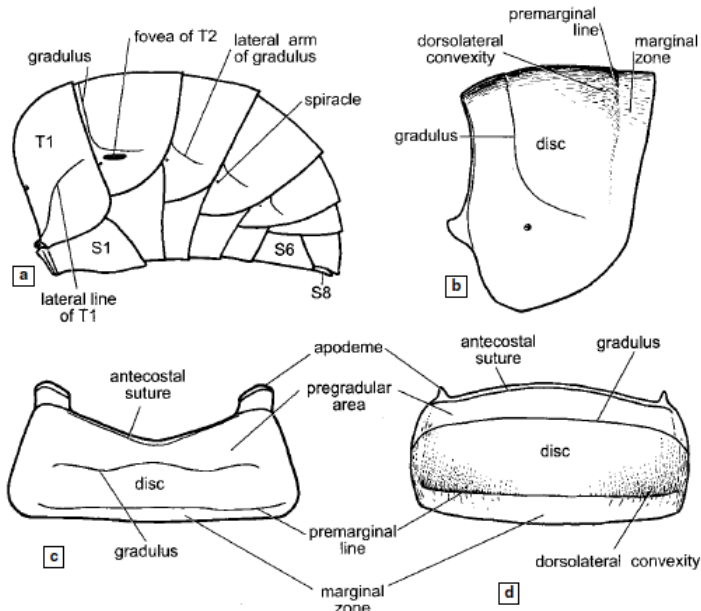 fovea of T2
lateral arm
of gradulus
gradulus
spiracle
T1
S1
S6
S8
a
lateral line
of T1
premarginal
line
dorsolateral
convexity
marginal
zone
gradulus
disc
b
apodeme
antecostal
suture
pregradular
area
disc
gradulus
premarginal
line
c
marginal
zone
antecostal
suture
gradulus
disc
dorsolateral convexity
d